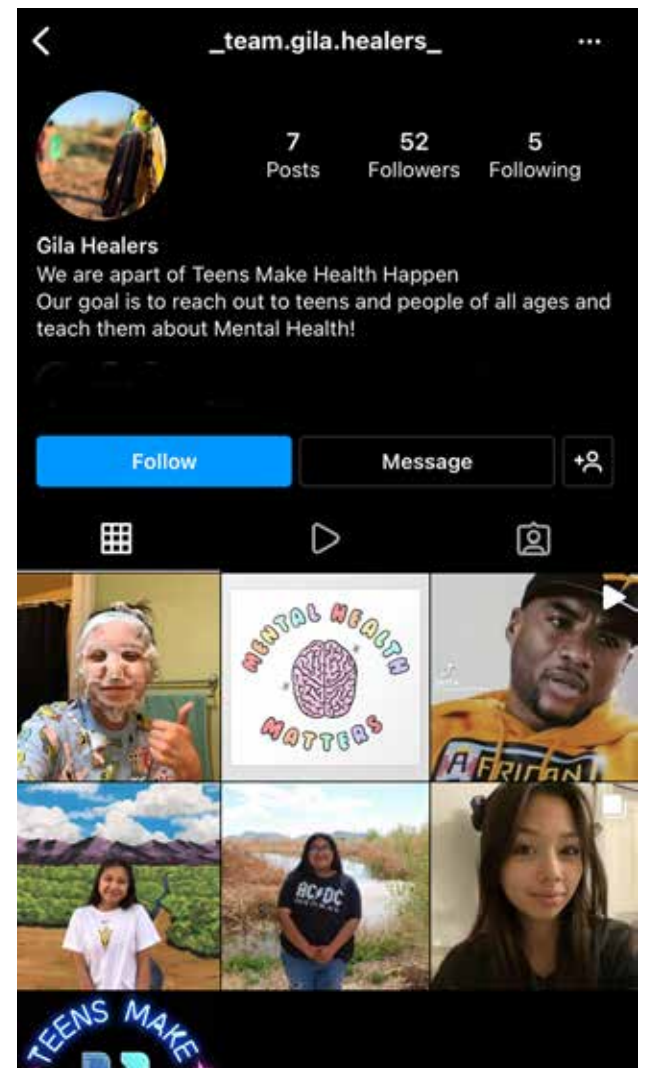 _team.gila.healers_
7 52 5
Posts Followers Following
Gila Healers
We are apart of Teens Make Health Happen
Our goal is to reach out to teens and people of all ages and
teach them about Mental Health!
Follow Message
MENTAL HEALTH
MATTERS
AFRICAN
AC/DC
TEENS MAKE